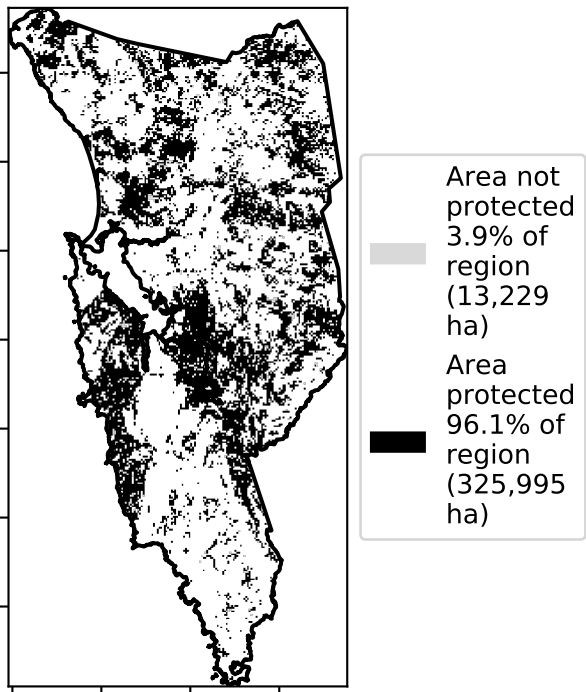 Area not
protected
3.9% of
region
(13,229
ha)
Area
protected
96.1% of
region
(325,995
ha)